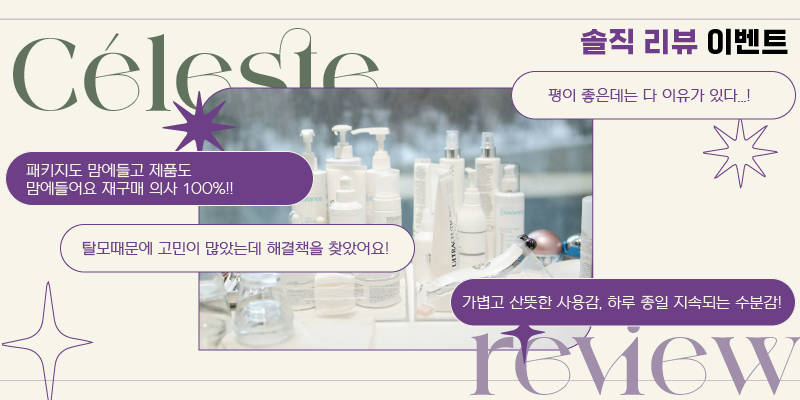 Céleste
솔직 리뷰 이벤트
평이 좋은데는 다 이유가 있다...!
패키지도 맘에들고 제품도
맘에들어요 재구매 의사 100%!!
탈모때문에 고민이 많았는데 해결책을 찾았어요!
가볍고 산뜻한 사용감, 하루 종일 지속되는 수분감!
review